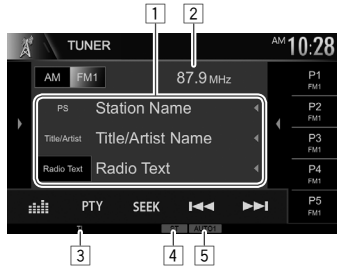 1 2
TUNER AM 10:28
AM FM1 87.9 MHz P1
FM1
PS Station Name P2
FM1
Title/Artist Title/Artist Name P3
FM1
Radio Text Radio Text P4
FM1
PTY SEEK P5
FM1
ST AUTO1
3 4 5